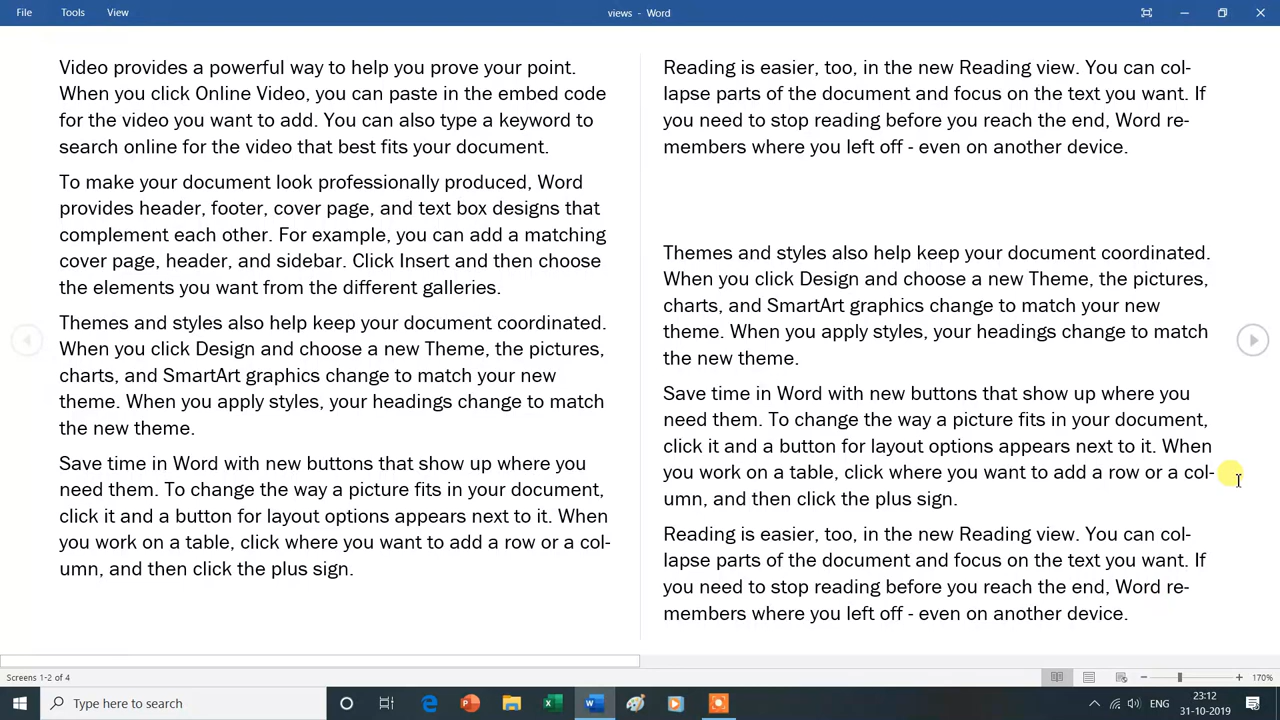 File Tools View views - Word
Video provides a powerful way to help you prove your point.
When you click Online Video, you can paste in the embed code
for the video you want to add. You can also type a keyword to
search online for the video that best fits your document.
To make your document look professionally produced, Word
provides header, footer, cover page, and text box designs that
complement each other. For example, you can add a matching
cover page, header, and sidebar. Click Insert and then choose
the elements you want from the different galleries.
Themes and styles also help keep your document coordinated.
When you click Design and choose a new Theme, the pictures,
charts, and SmartArt graphics change to match your new
theme. When you apply styles, your headings change to match
the new theme.
Save time in Word with new buttons that show up where you
need them. To change the way a picture fits in your document,
click it and a button for layout options appears next to it. When
you work on a table, click where you want to add a row or a col-
umn, and then click the plus sign.
Reading is easier, too, in the new Reading view. You can col-
lapse parts of the document and focus on the text you want. If
you need to stop reading before you reach the end, Word re-
members where you left off - even on another device.
Themes and styles also help keep your document coordinated.
When you click Design and choose a new Theme, the pictures,
charts, and SmartArt graphics change to match your new
theme. When you apply styles, your headings change to match
the new theme.
Save time in Word with new buttons that show up where you
need them. To change the way a picture fits in your document,
click it and a button for layout options appears next to it. When
you work on a table, click where you want to add a row or a col-
umn, and then click the plus sign.
Reading is easier, too, in the new Reading view. You can col-
lapse parts of the document and focus on the text you want. If
you need to stop reading before you reach the end, Word re-
members where you left off - even on another device.
Screens 1-2 of 4 170%
Type here to search ENG 23:12
31-10-2019